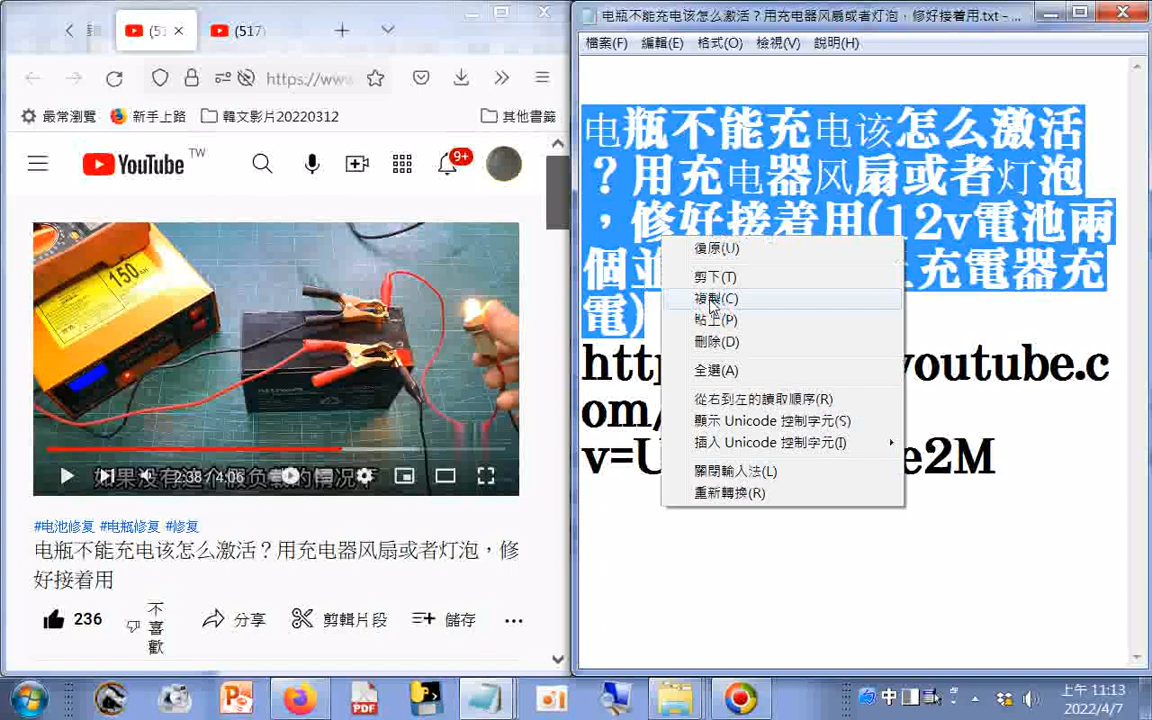 (51
(517)
https://www
最常瀏覽
新手上路
韓文影片20220312
其他書籤
YouTube TW
9+
150
如果没有这个假负载的情况下
2:38 / 4:06
#电池修复 #电瓶修复 #修复
电瓶不能充电该怎么激活？用充电器风扇或者灯泡，修
好接着用
236
不喜歡
分享
剪輯片段
儲存
电瓶不能充电该怎么激活？用充电器风扇或者灯泡，修好接着用.txt - ...
檔案(F) 編輯(E) 格式(O) 檢視(V) 說明(H)
电瓶不能充电该怎么激活
？用充电器风扇或者灯泡
，修好接着用(12v電池兩
個並
充電器充
電)
http
youtube.c
om/
v=U
e2M
復原(U)
剪下(T)
複製(C)
貼上(P)
刪除(D)
全選(A)
從右到左的讀取順序(R)
顯示 Unicode 控制字元(S)
插入 Unicode 控制字元(I)
關閉輸入法(L)
重新轉換(R)
PDF
中
上午 11:13
2022/4/7